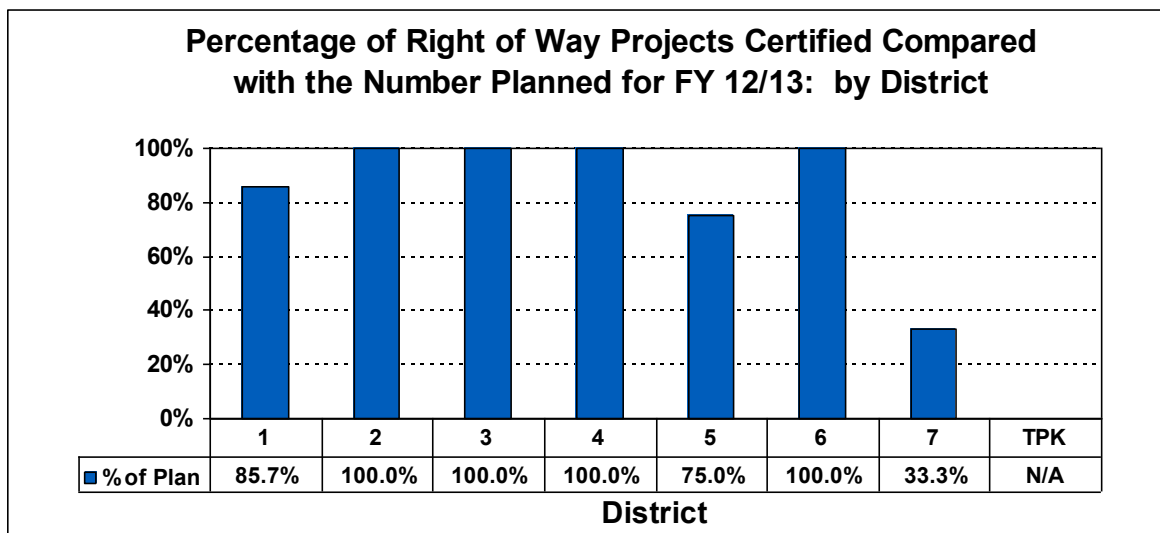 Percentage of Right of Way Projects Certified Compared
with the Number Planned for FY 12/13:  by District
100%
80%
60%
40%
20%
0%
1 2 3 4 5 6 7 TPK
% of Plan 85.7% 100.0% 100.0% 100.0% 75.0% 100.0% 33.3% N/A
District